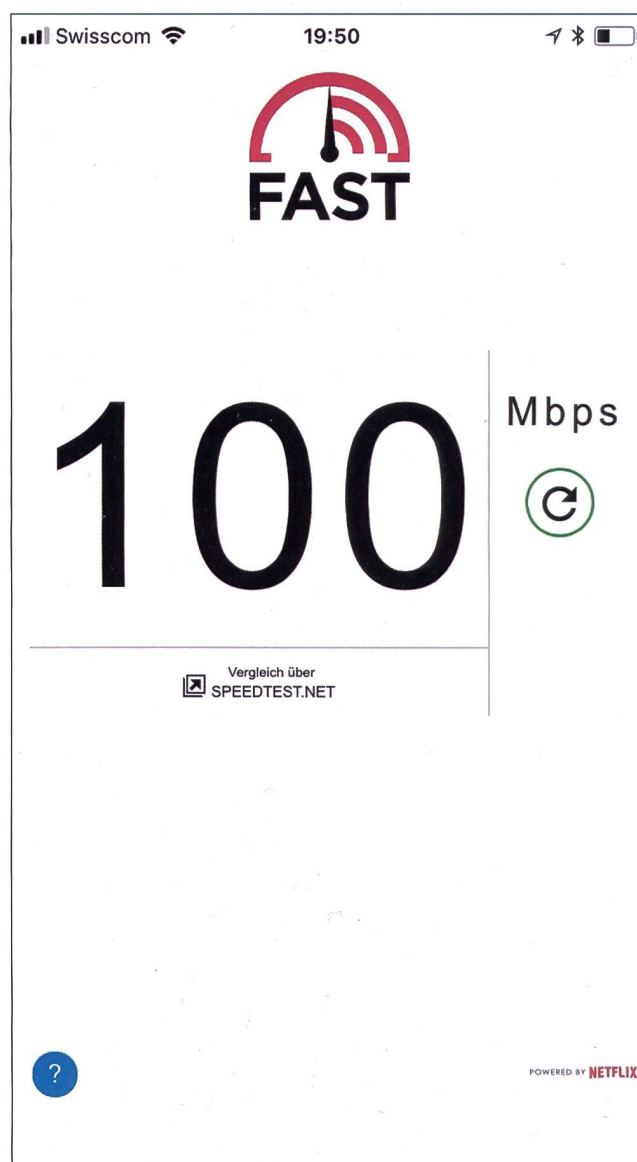 Swisscom 19:50
FAST
100 Mbps
Vergleich über
SPEEDTEST.NET
?
POWERED BY NETFLIX